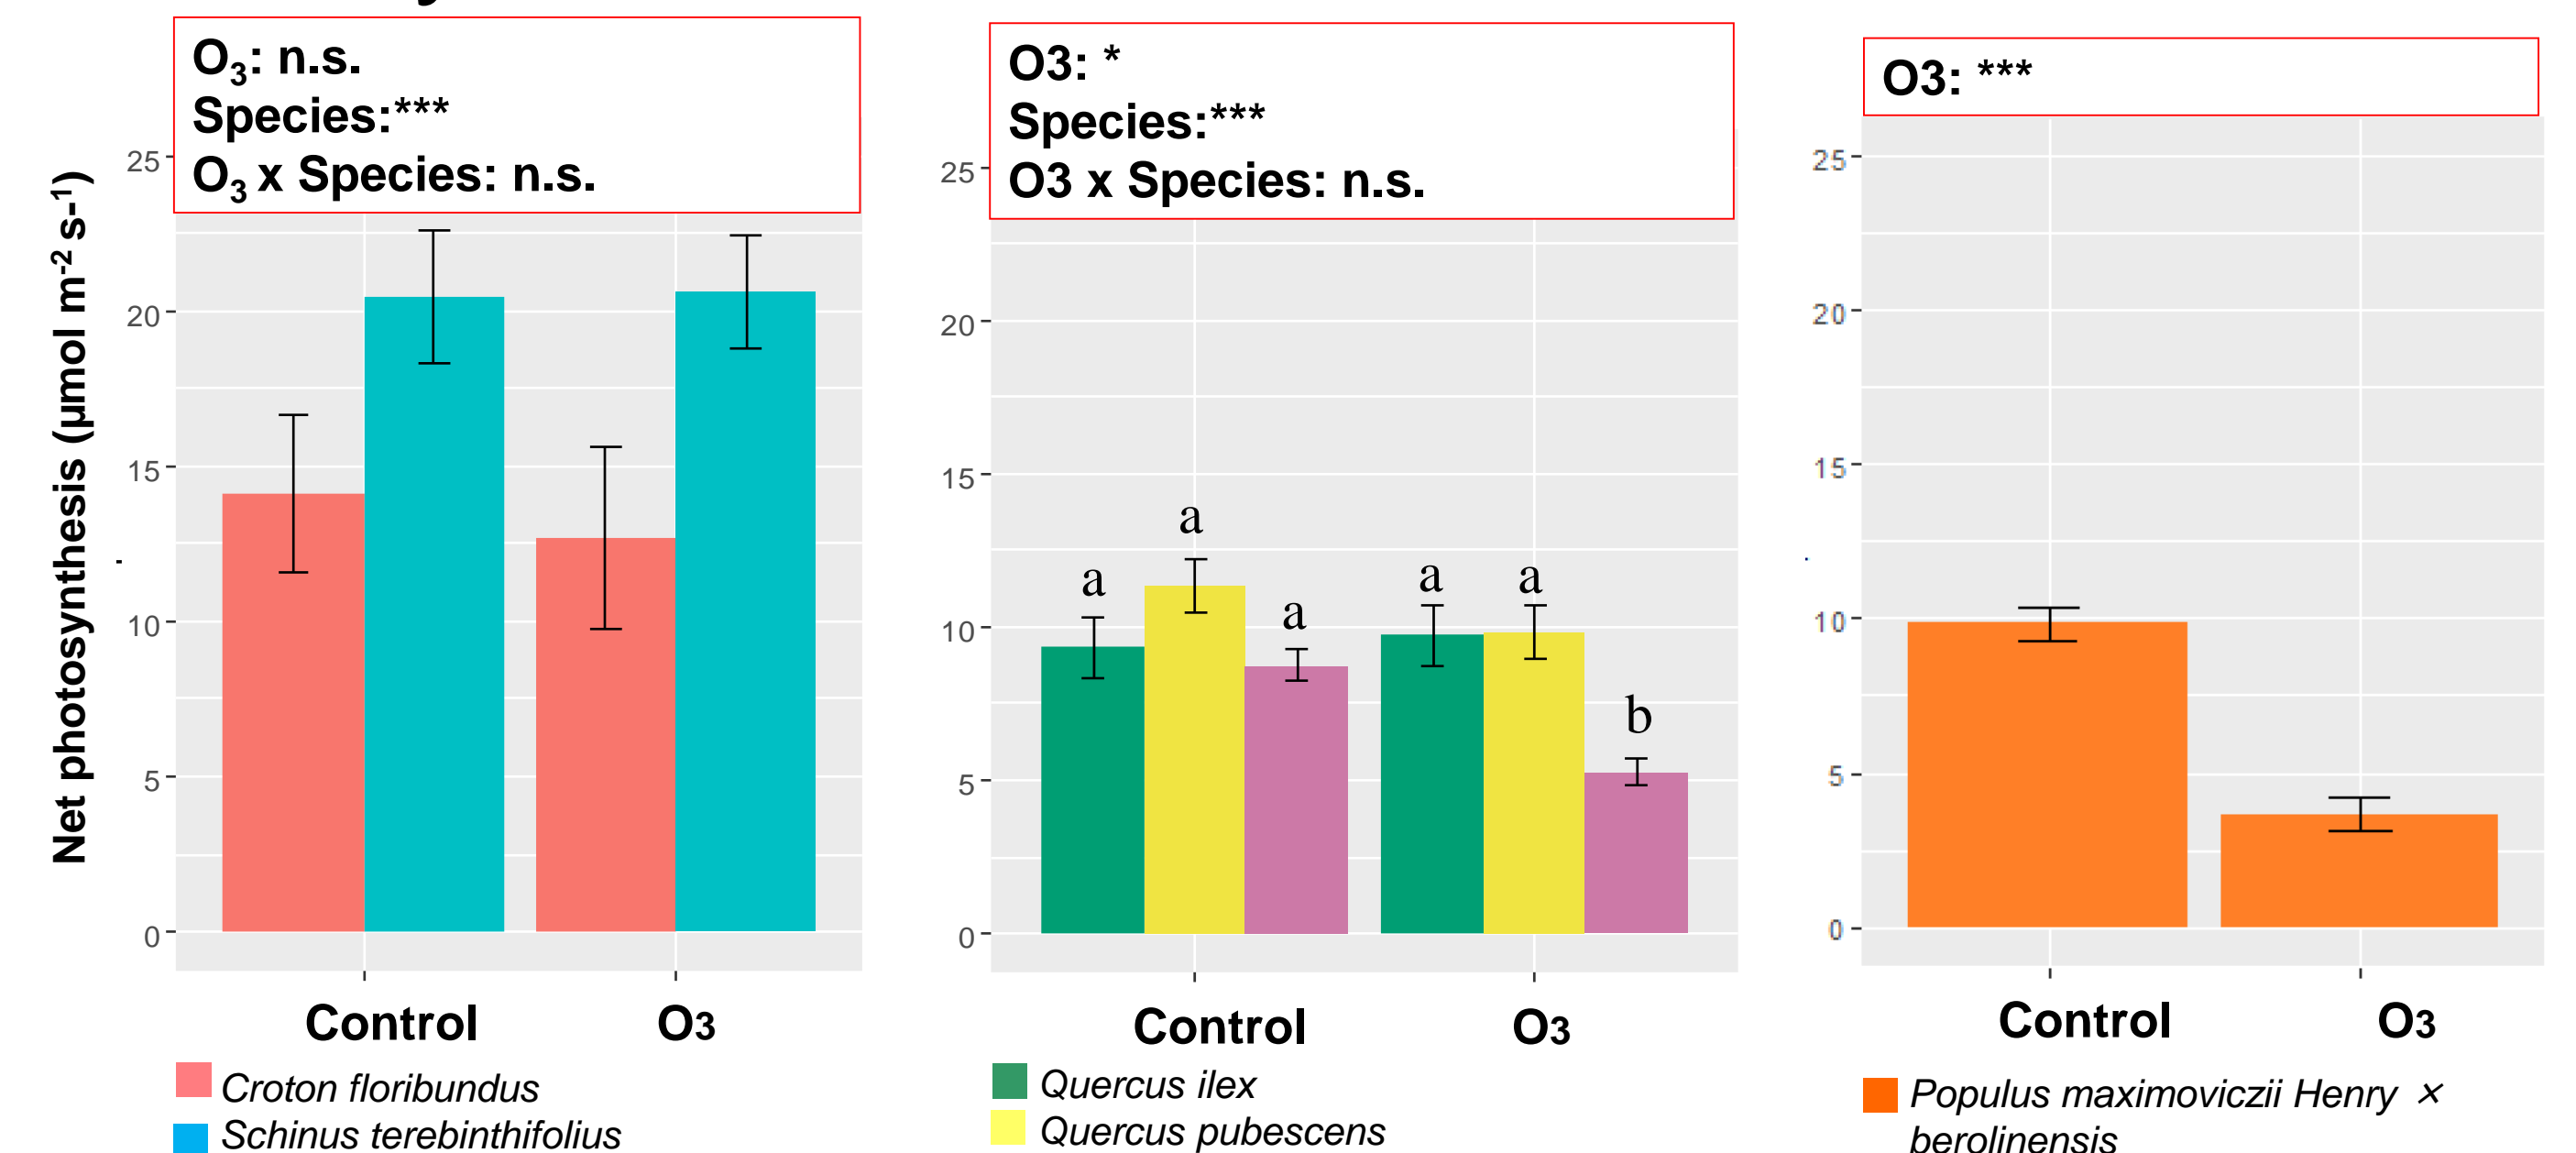 O₃: n.s.
Species:***
O₃ x Species: n.s.
Net photosynthesis (µmol m⁻² s-¹)
25
20
15
10
5
0
Control O3
Croton floribundus
Schinus terebinthifolius
O3: *
Species:***
O3 x Species: n.s.
25
20
15
10
5
0
a
a
a
a
a
b
Control O3
Quercus ilex
Quercus pubescens
O3: ***
25
20
15
10
5
0
Control O3
Populus maximoviczii Henry ×
berolinensis